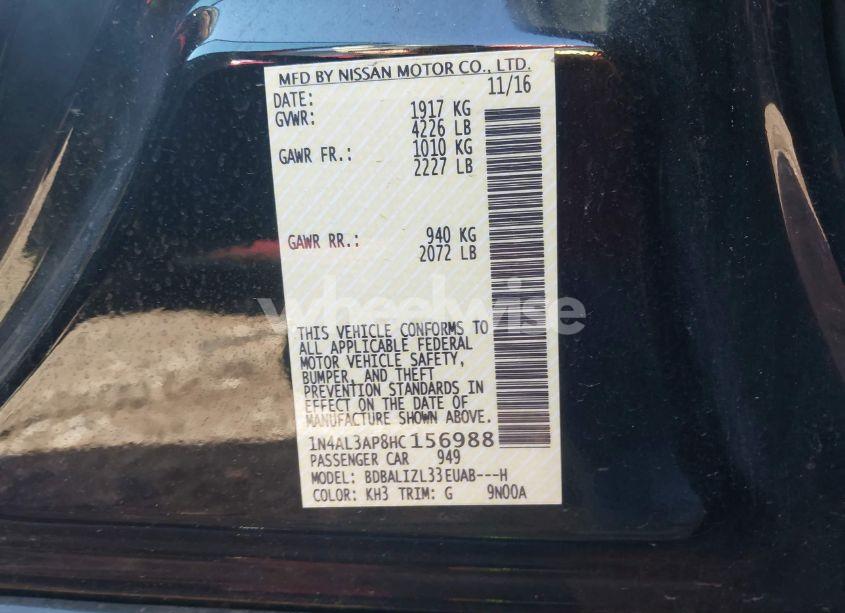 MFD BY NISSAN MOTOR CO., LTD.
DATE: 11/16
GVWR: 1917 KG
4226 LB
GAWR FR.: 1010 KG
2227 LB
GAWR RR.: 940 KG
2072 LB
wheelwise
THIS VEHICLE CONFORMS TO
ALL APPLICABLE FEDERAL
MOTOR VEHICLE SAFETY,
BUMPER, AND THEFT
PREVENTION STANDARDS IN
EFFECT ON THE DATE OF
MANUFACTURE SHOWN ABOVE.
1N4AL3AP8HC156988
PASSENGER CAR 949
MODEL: BDBALIZL33EUAB---H
COLOR: KH3 TRIM: G 9N00A